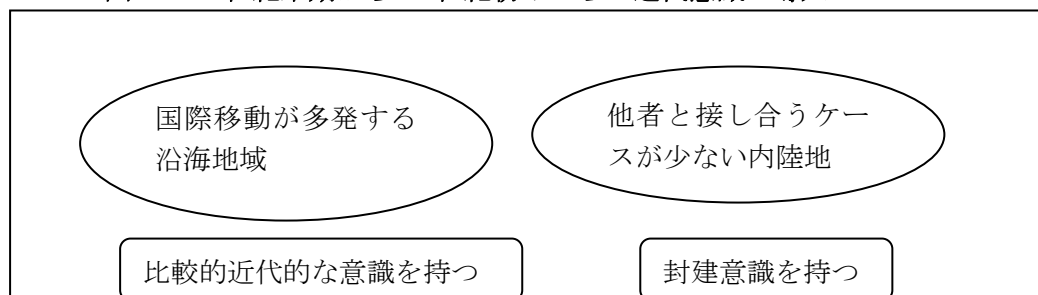 国際移動が多発する
沿海地域
他者と接し合うケー
スが少ない内陸地
比較的近代的な意識を持つ
封建意識を持つ